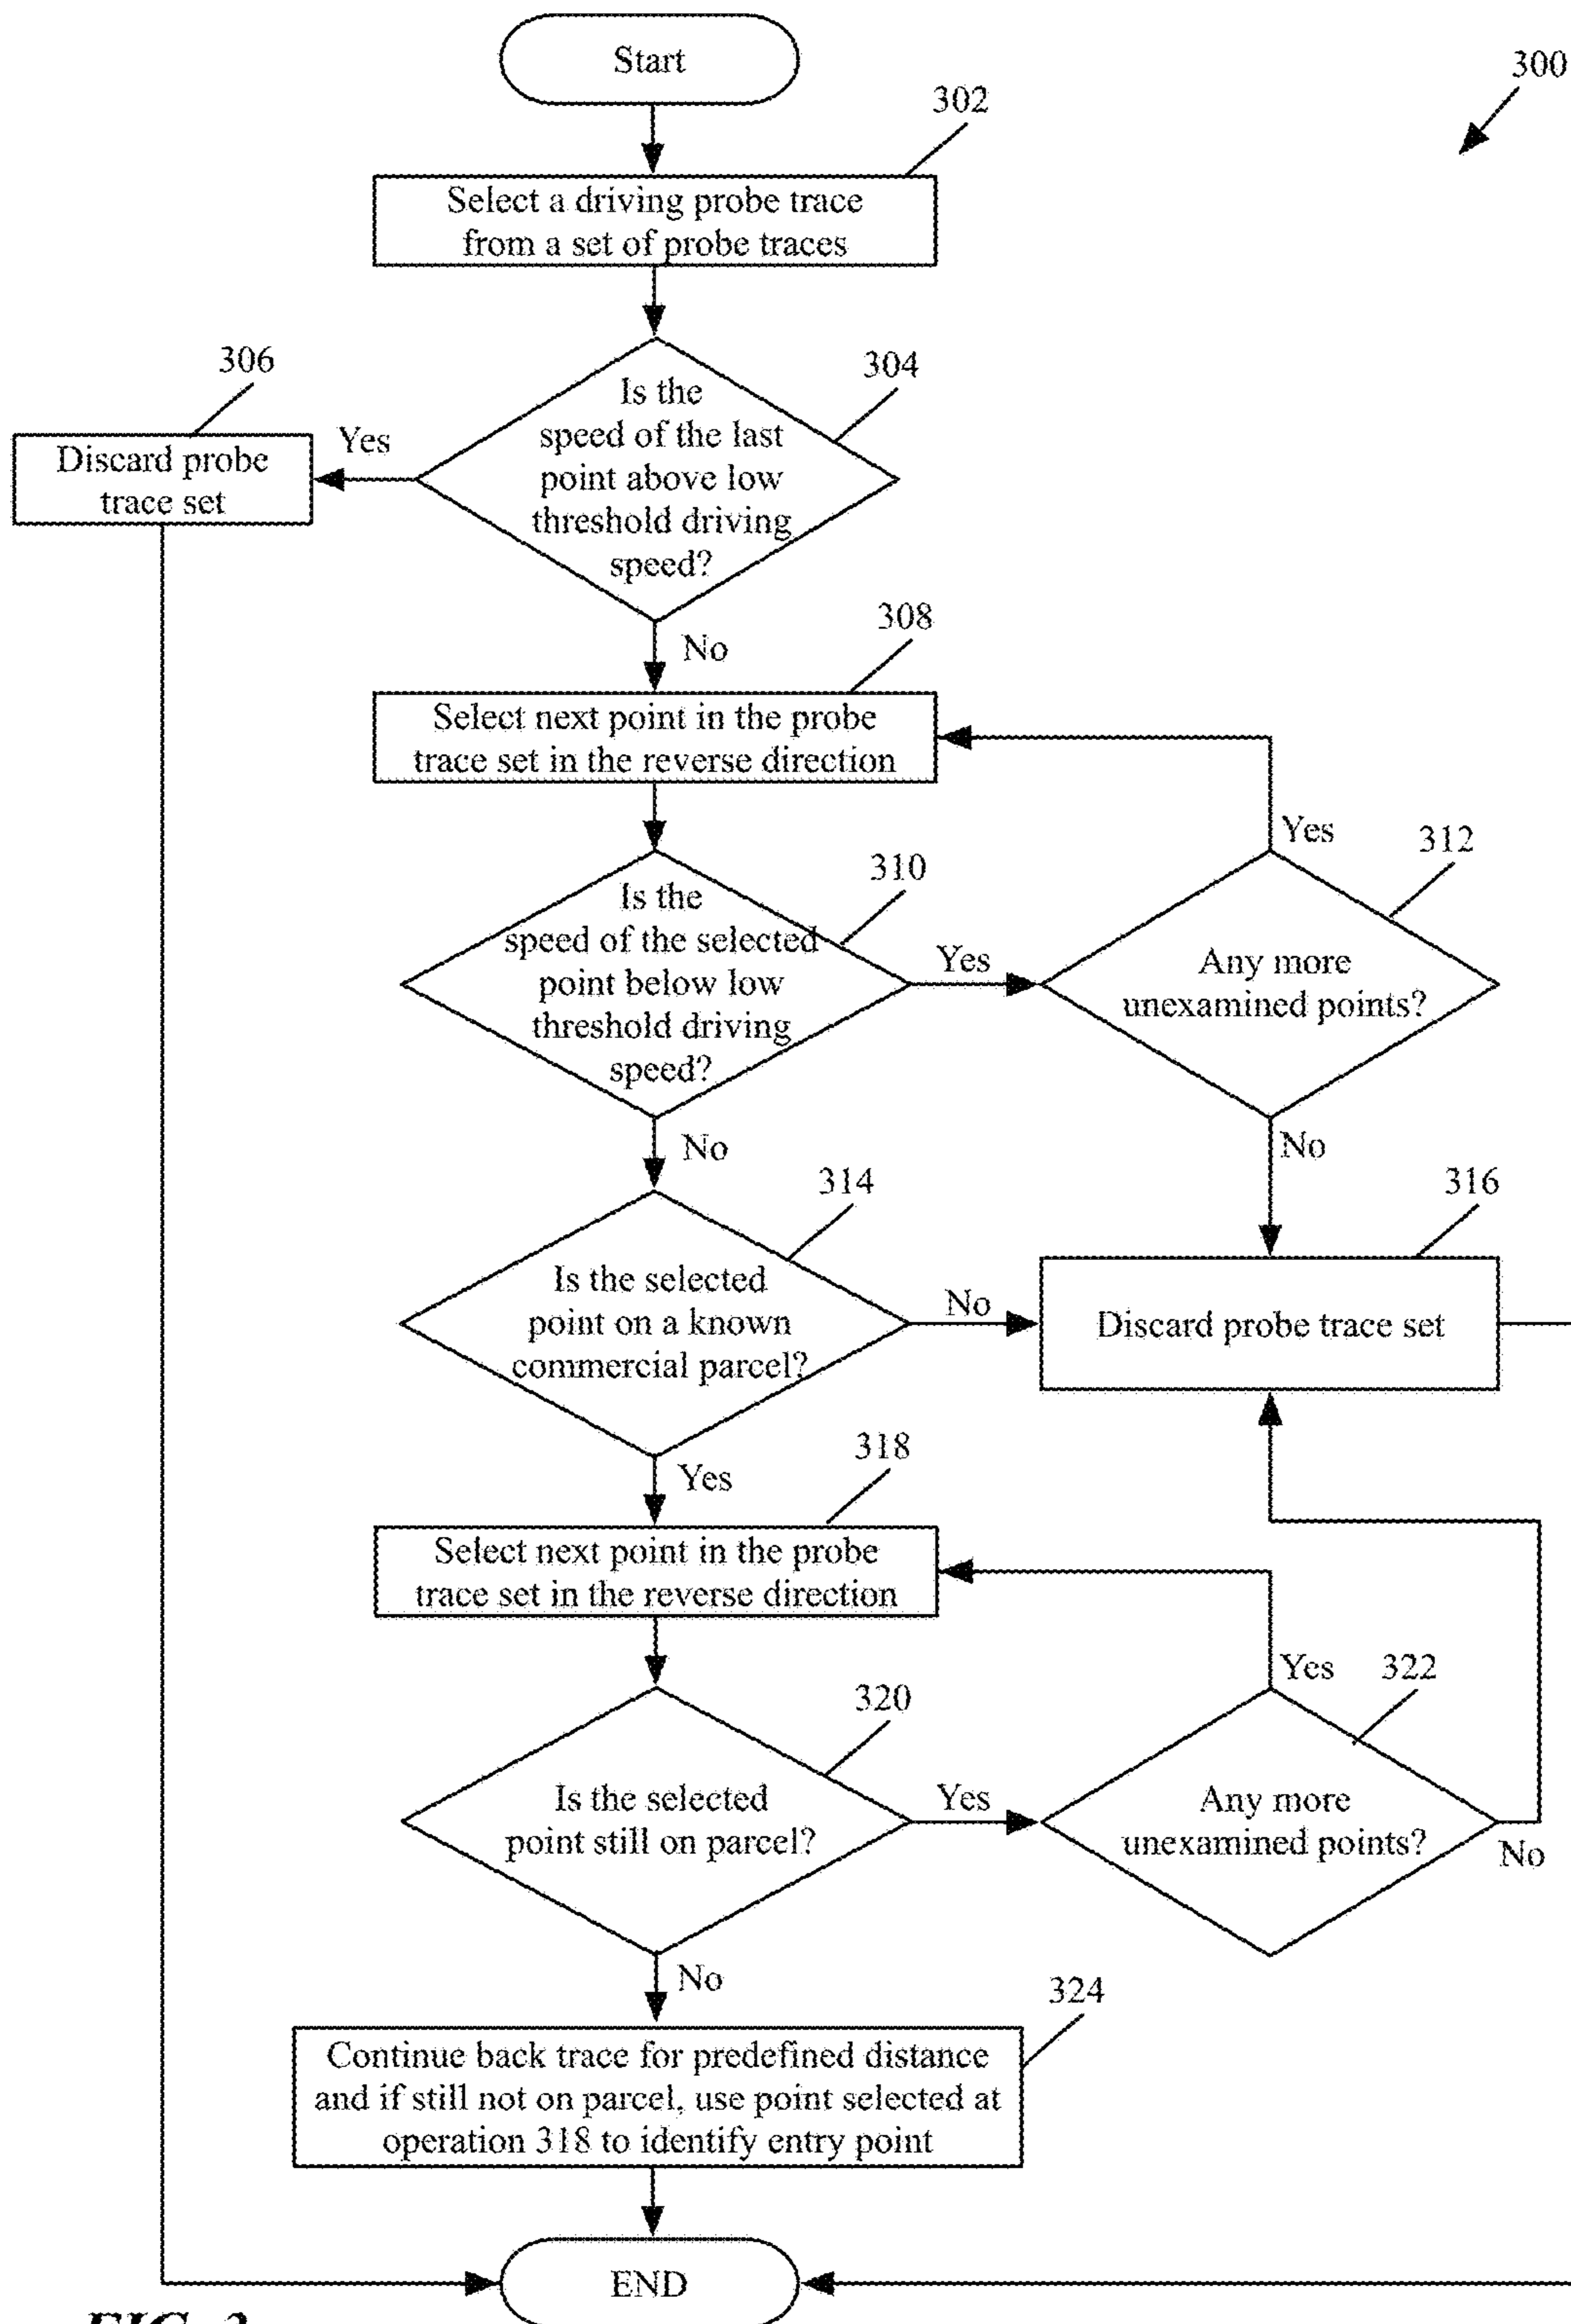 Start
300
302
Select a driving probe trace
from a set of probe traces
306
304
Is the
speed of the last
point above low
threshold driving
speed?
Yes
Discard probe
trace set
No
308
Select next point in the probe
trace set in the reverse direction
310
Is the
speed of the selected
point below low
threshold driving
speed?
Yes
312
Any more
unexamined points?
Yes
No
No
314
Is the selected
point on a known
commercial parcel?
No
316
Discard probe trace set
Yes
318
Select next point in the probe
trace set in the reverse direction
320
Is the selected
point still on parcel?
Yes
322
Any more
unexamined points?
Yes
No
No
324
Continue back trace for predefined distance
and if still not on parcel, use point selected at
operation 318 to identify entry point
END
FIG. 3